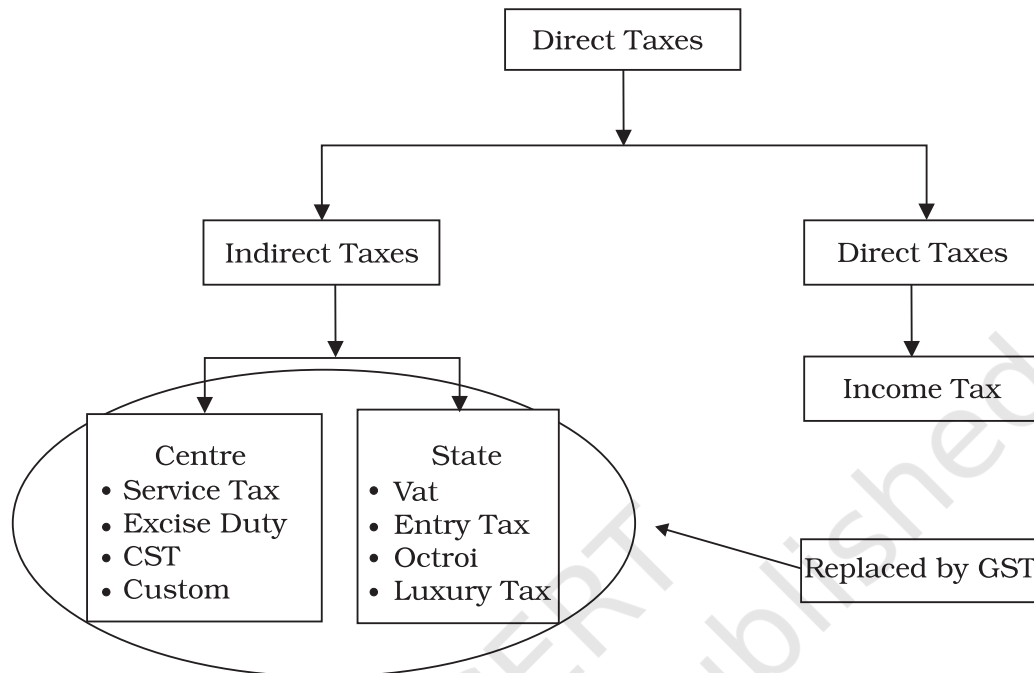 Direct Taxes
Indirect Taxes
Direct Taxes
Income Tax
Centre
• Service Tax
• Excise Duty
• CST
• Custom
State
• Vat
• Entry Tax
• Octroi
• Luxury Tax
Replaced by GST